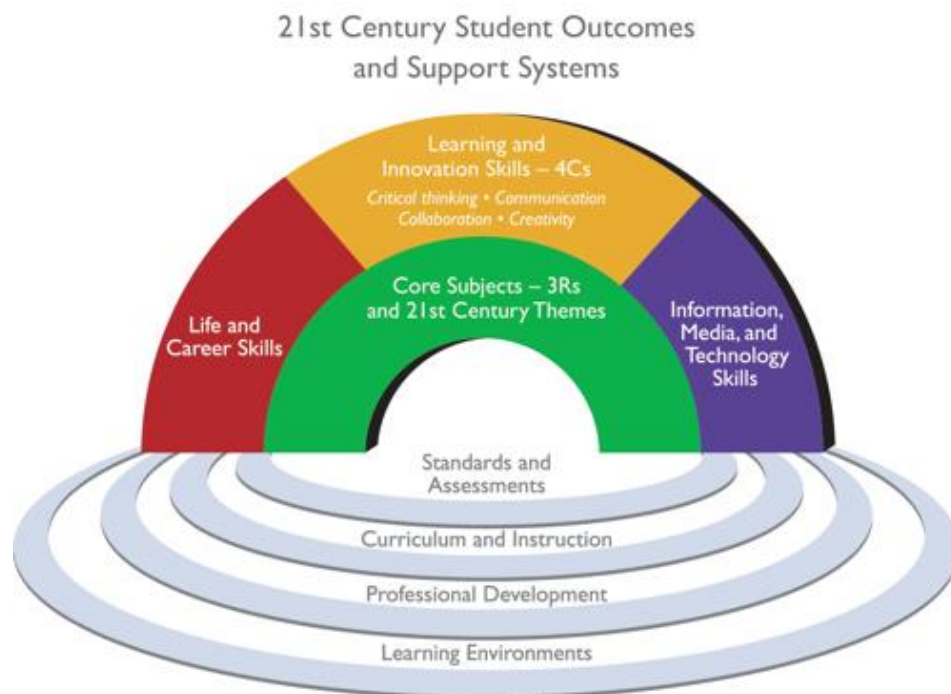 21st Century Student Outcomes
and Support Systems
Learning and
Innovation Skills – 4Cs
Critical thinking • Communication
Collaboration • Creativity
Core Subjects – 3Rs
and 21st Century Themes
Life and
Career Skills
Information,
Media, and
Technology
Skills
Standards and
Assessments
Curriculum and Instruction
Professional Development
Learning Environments